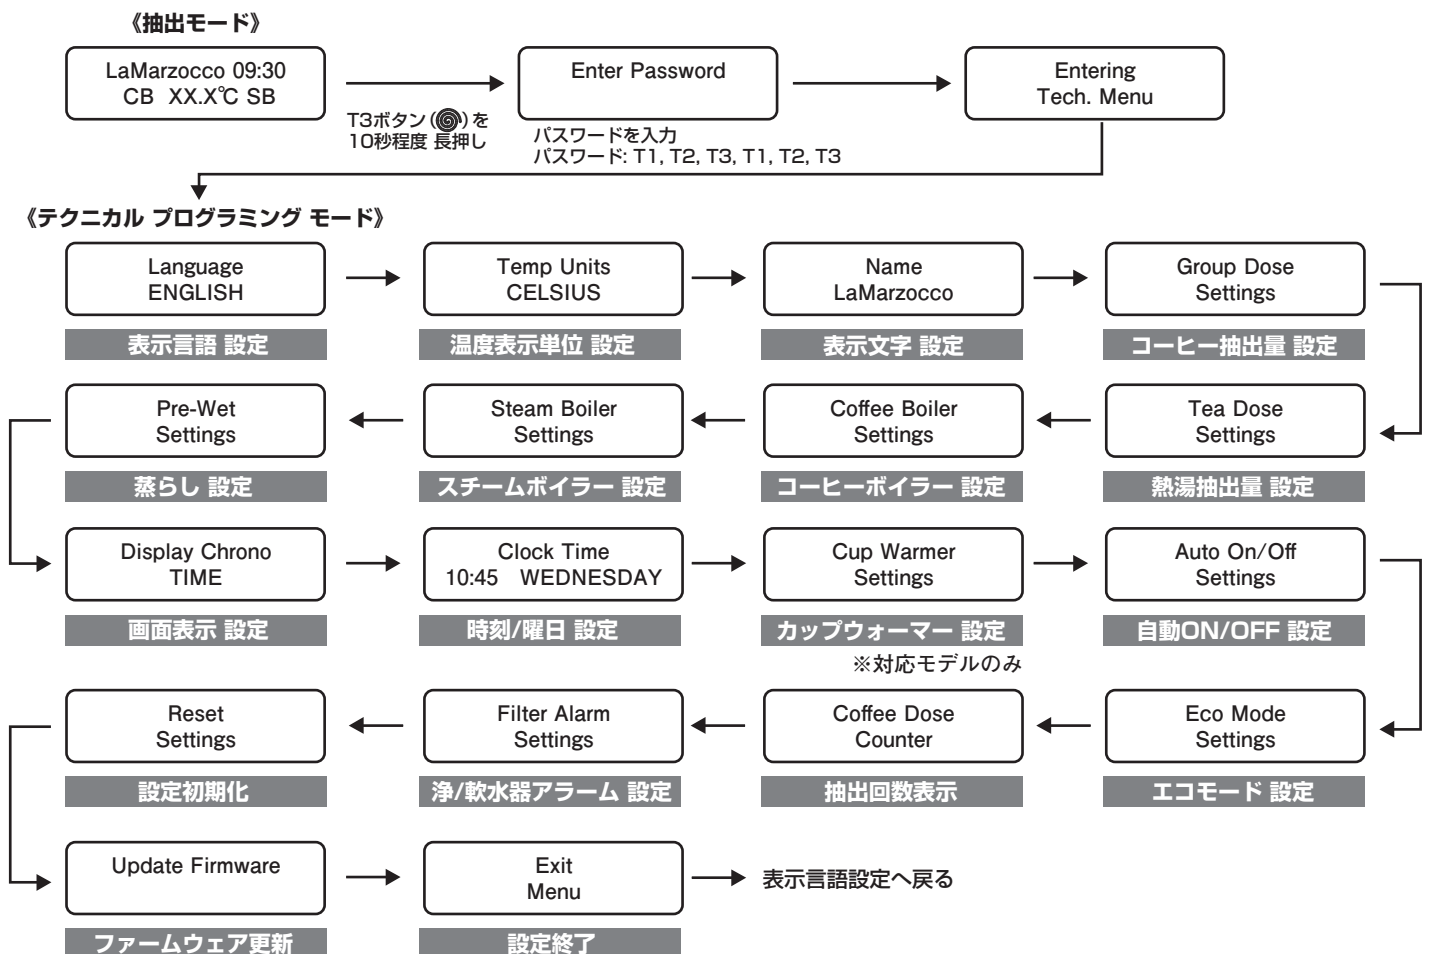 《抽出モード》
LaMarzocco 09:30
CB XX.X℃ SB
T3ボタン()を
10秒程度 長押し
Enter Password
パスワードを入力
パスワード: T1, T2, T3, T1, T2, T3
Entering
Tech. Menu
《テクニカル プログラミング モード》
Language
ENGLISH
表示言語 設定
Temp Units
CELSIUS
温度表示単位 設定
Name
LaMarzocco
表示文字 設定
Group Dose
Settings
コーヒー抽出量 設定
Pre-Wet
Settings
蒸らし 設定
Steam Boiler
Settings
スチームボイラー 設定
Coffee Boiler
Settings
コーヒーボイラー 設定
Tea Dose
Settings
熱湯抽出量 設定
Display Chrono
TIME
画面表示 設定
Clock Time
10:45 WEDNESDAY
時刻/曜日 設定
Cup Warmer
Settings
カップウォーマー 設定
※対応モデルのみ
Auto On/Off
Settings
自動ON/OFF 設定
Reset
Settings
設定初期化
Filter Alarm
Settings
浄/軟水器アラーム 設定
Coffee Dose
Counter
抽出回数表示
Eco Mode
Settings
エコモード 設定
Update Firmware
ファームウェア更新
Exit
Menu
設定終了
表示言語設定へ戻る